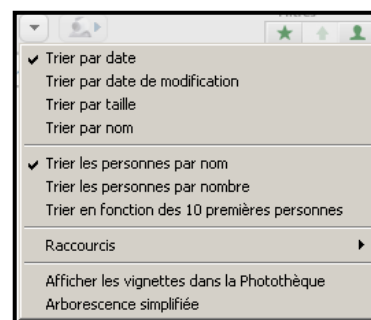 Trier par date
Trier par date de modification
Trier par taille
Trier par nom
Trier les personnes par nom
Trier les personnes par nombre
Trier en fonction des 10 premières personnes
Raccourcis
Afficher les vignettes dans la Photothèque
Arborescence simplifiée